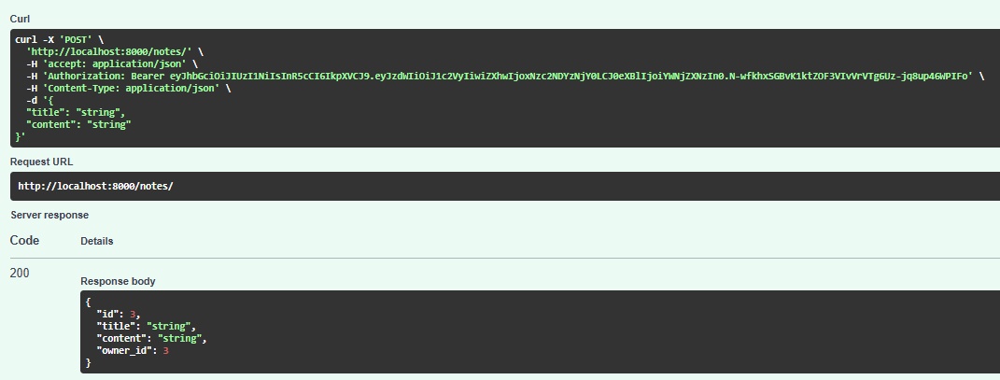 Curl
curl -X 'POST' \
  'http://localhost:8000/notes/' \
  -H 'accept: application/json' \
  -H 'Authorization: Bearer eyJhbGciOiJIUzI1NiIsInR5cCI6IkpXVCJ9.eyJzdWIiOiJ1c2VyIiwiZXhwIjoxNzc2NDYzNjY0LCJ0eXBlIjoiYWNjZXNzIn0.N-wfkhxSGBvK1ktZOF3VIvVrVTg6Uz-jq8up46WPIFo' \
  -H 'Content-Type: application/json' \
  -d '{
  "title": "string",
  "content": "string"
}'
Request URL
http://localhost:8000/notes/
Server response
Code Details
200
Response body
{
  "id": 3,
  "title": "string",
  "content": "string",
  "owner_id": 3
}